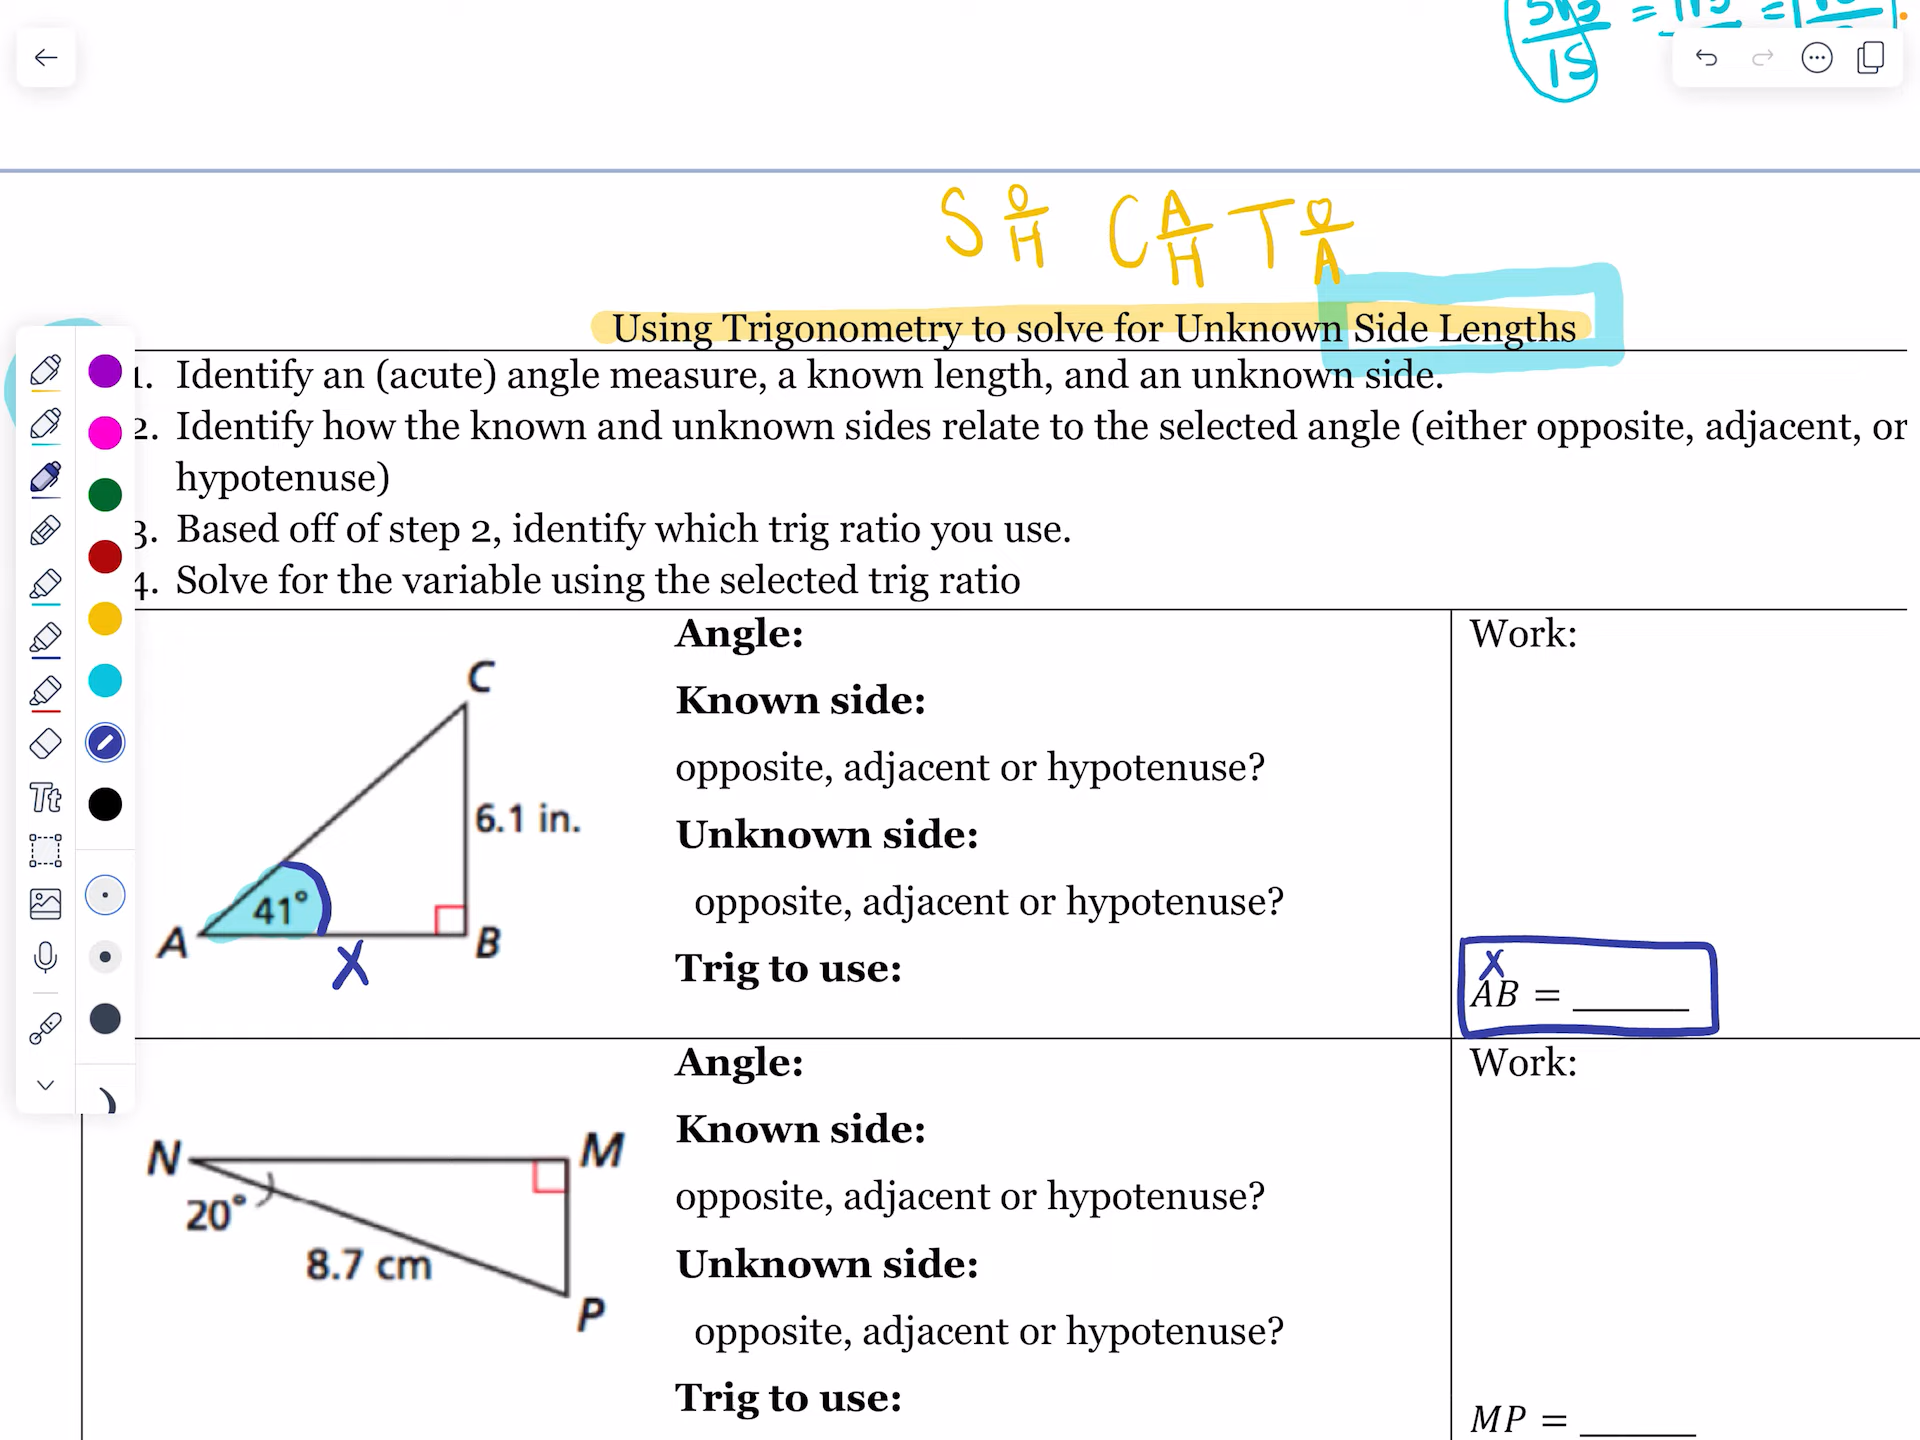 S O/H C A/H T O/A
Using Trigonometry to solve for Unknown Side Lengths
1. Identify an (acute) angle measure, a known length, and an unknown side.
2. Identify how the known and unknown sides relate to the selected angle (either opposite, adjacent, or
hypotenuse)
3. Based off of step 2, identify which trig ratio you use.
4. Solve for the variable using the selected trig ratio
C
6.1 in.
41°
A
B
X
Angle:
Known side:
opposite, adjacent or hypotenuse?
Unknown side:
opposite, adjacent or hypotenuse?
Trig to use:
Work:
X
AB = ______
N
M
20°
8.7 cm
P
Angle:
Known side:
opposite, adjacent or hypotenuse?
Unknown side:
opposite, adjacent or hypotenuse?
Trig to use:
Work:
MP = ______
Tt